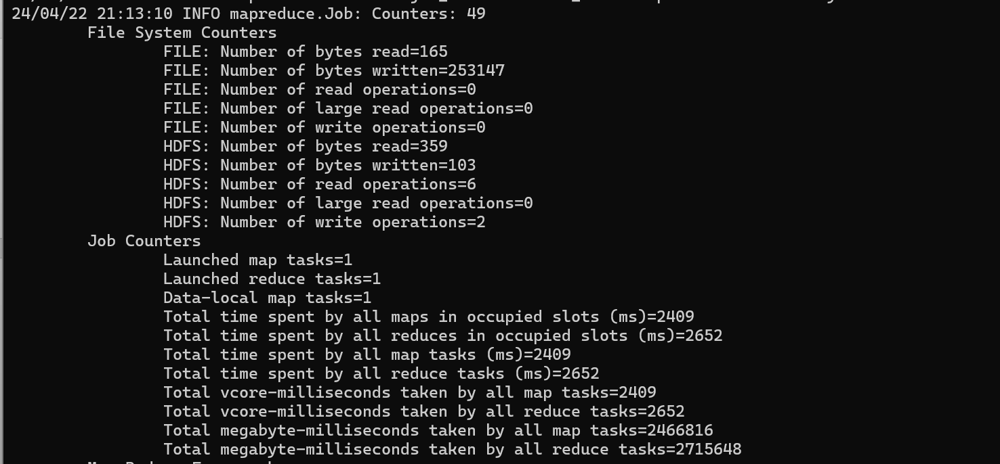 24/04/22 21:13:10 INFO mapreduce.Job: Counters: 49
File System Counters
FILE: Number of bytes read=165
FILE: Number of bytes written=253147
FILE: Number of read operations=0
FILE: Number of large read operations=0
FILE: Number of write operations=0
HDFS: Number of bytes read=359
HDFS: Number of bytes written=103
HDFS: Number of read operations=6
HDFS: Number of large read operations=0
HDFS: Number of write operations=2
Job Counters
Launched map tasks=1
Launched reduce tasks=1
Data-local map tasks=1
Total time spent by all maps in occupied slots (ms)=2409
Total time spent by all reduces in occupied slots (ms)=2652
Total time spent by all map tasks (ms)=2409
Total time spent by all reduce tasks (ms)=2652
Total vcore-milliseconds taken by all map tasks=2409
Total vcore-milliseconds taken by all reduce tasks=2652
Total megabyte-milliseconds taken by all map tasks=2466816
Total megabyte-milliseconds taken by all reduce tasks=2715648